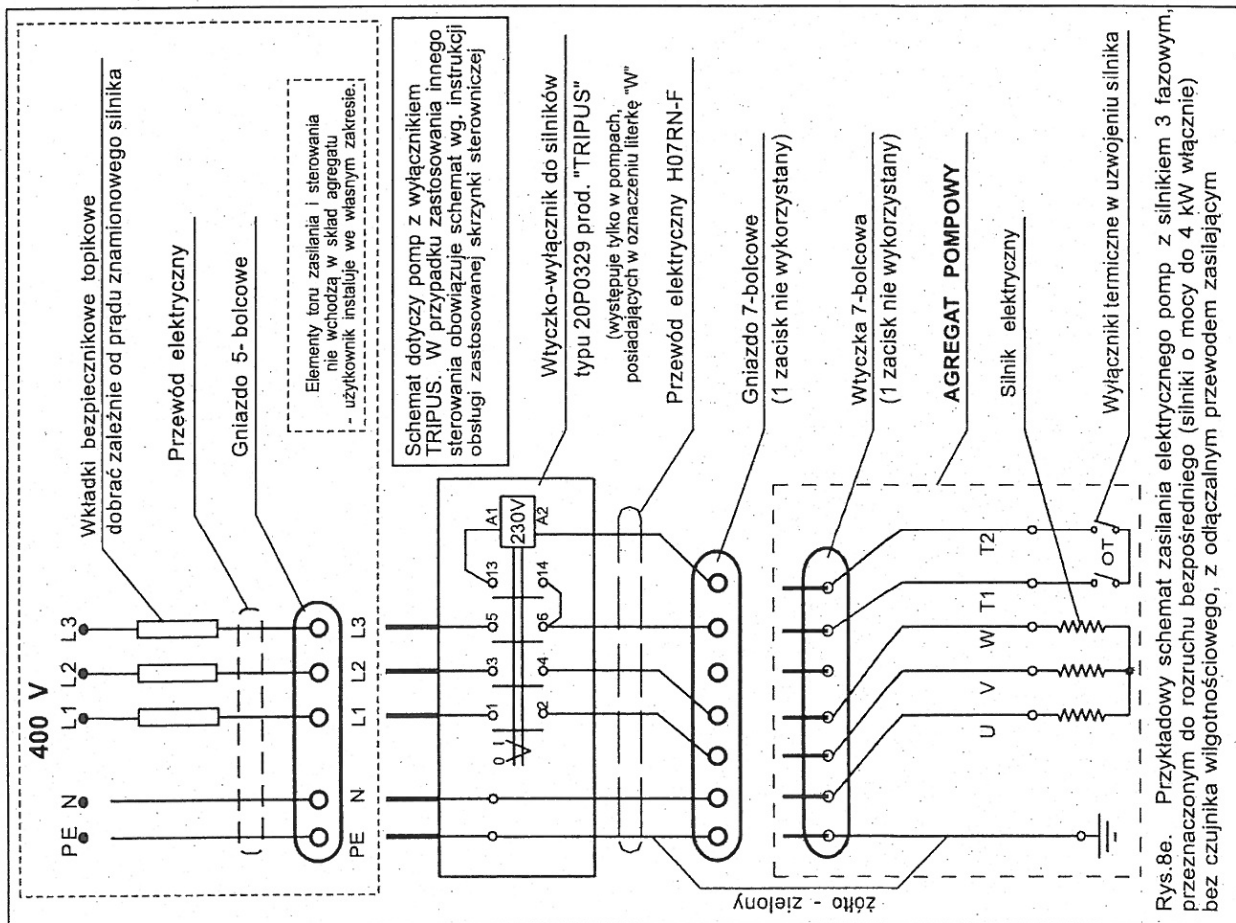 400 V
PE
N
L1
L2
L3
Wkładki bezpiecznikowe topikowe
dobrać zależnie od prądu znamionowego silnika
Przewód elektryczny
Gniazdo 5- bolcowe
Elementy toru zasilania i sterowania
nie wchodzą w skład agregatu
- użytkownik instaluje we własnym zakresie.
PE
N
L1
L2
L3
Schemat dotyczy pomp z wyłącznikiem
TRIPUS. W przypadku zastosowania innego
sterowania obowiązuje schemat wg. instrukcji
obsługi zastosowanej skrzynki sterowniczej
0
1
1
3
5
13
A1
230V
2
4
6
14
A2
Wtyczko-wyłącznik do silników
typu 20P0329 prod. "TRIPUS"
(występuje tylko w pompach,
posiadających w oznaczeniu literkę "W")
Przewód elektryczny H07RN-F
Gniazdo 7-bolcowe
(1 zacisk nie wykorzystany)
Wtyczka 7-bolcowa
(1 zacisk nie wykorzystany)
AGREGAT POMPOWY
Silnik elektryczny
Wyłączniki termiczne w uzwojeniu silnika
żółto - zielony
U
V
W
T1
T2
OT
Rys.8e. Przykładowy schemat zasilania elektrycznego pomp z silnikiem 3 fazowym,
przeznaczonym do rozruchu bezpośredniego (silniki o mocy do 4 kW włącznie)
bez czujnika wilgotnościowego, z odłączalnym przewodem zasilającym